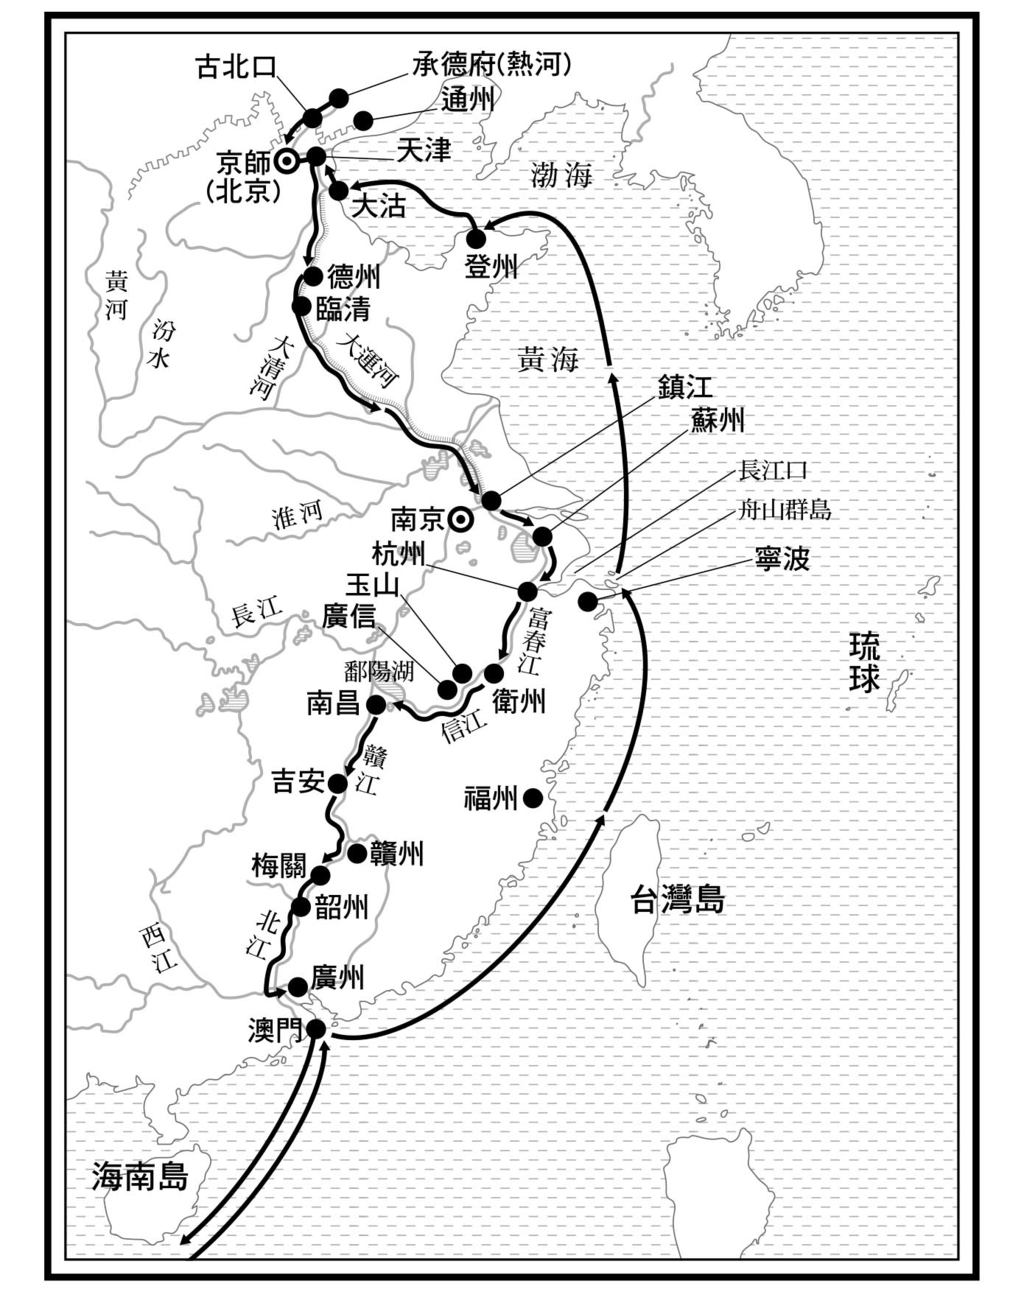 古北口
承德府(熱河)
通州
京師
(北京)
天津
大沽
渤海
登州
德州
臨清
黃河
汾水
大清河
大運河
黃海
鎮江
蘇州
長江口
舟山群島
淮河
南京
杭州
寧波
玉山
廣信
長江
富春江
琉球
鄱陽湖
南昌
衢州
信江
贛江
吉安
福州
梅關
贛州
韶州
台灣島
北江
西江
廣州
澳門
海南島